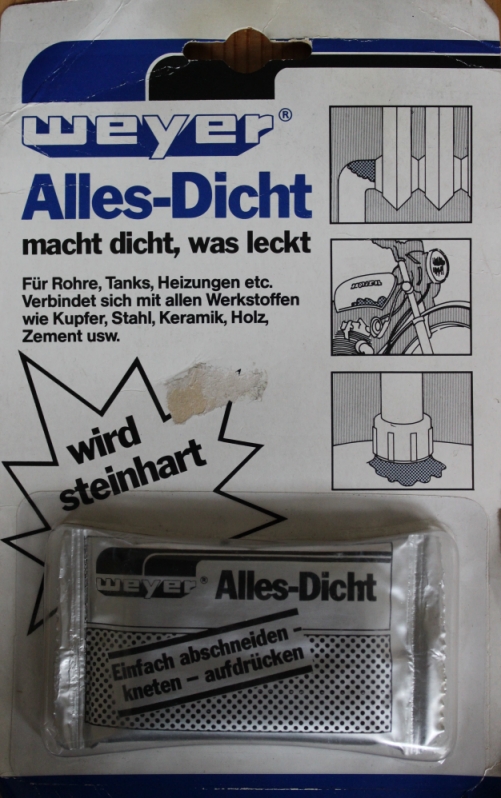 weyer®
Alles-Dicht
macht dicht, was leckt
Für Rohre, Tanks, Heizungen etc.
Verbindet sich mit allen Werkstoffen
wie Kupfer, Stahl, Keramik, Holz,
Zement usw.
wird
steinhart
weyer® Alles-Dicht
Einfach abschneiden –
kneten – aufdrücken